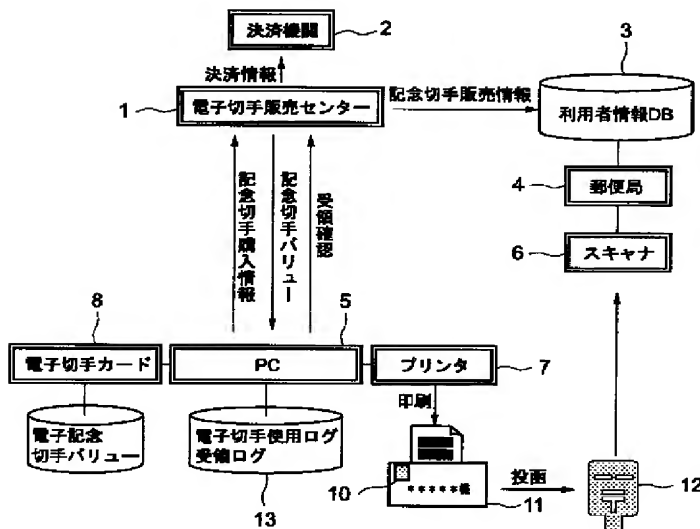 決済機関
2
3
決済情報
1
電子切手販売センター
記念切手販売情報
利用者情報DB
4
郵便局
6
スキャナ
記念切手購入情報
記念切手バリュー
受領確認
8
5
電子切手カード
PC
プリンタ
7
印刷
電子記念
切手バリュー
電子切手使用ログ
受領ログ
13
10
*****様
11
投函
12